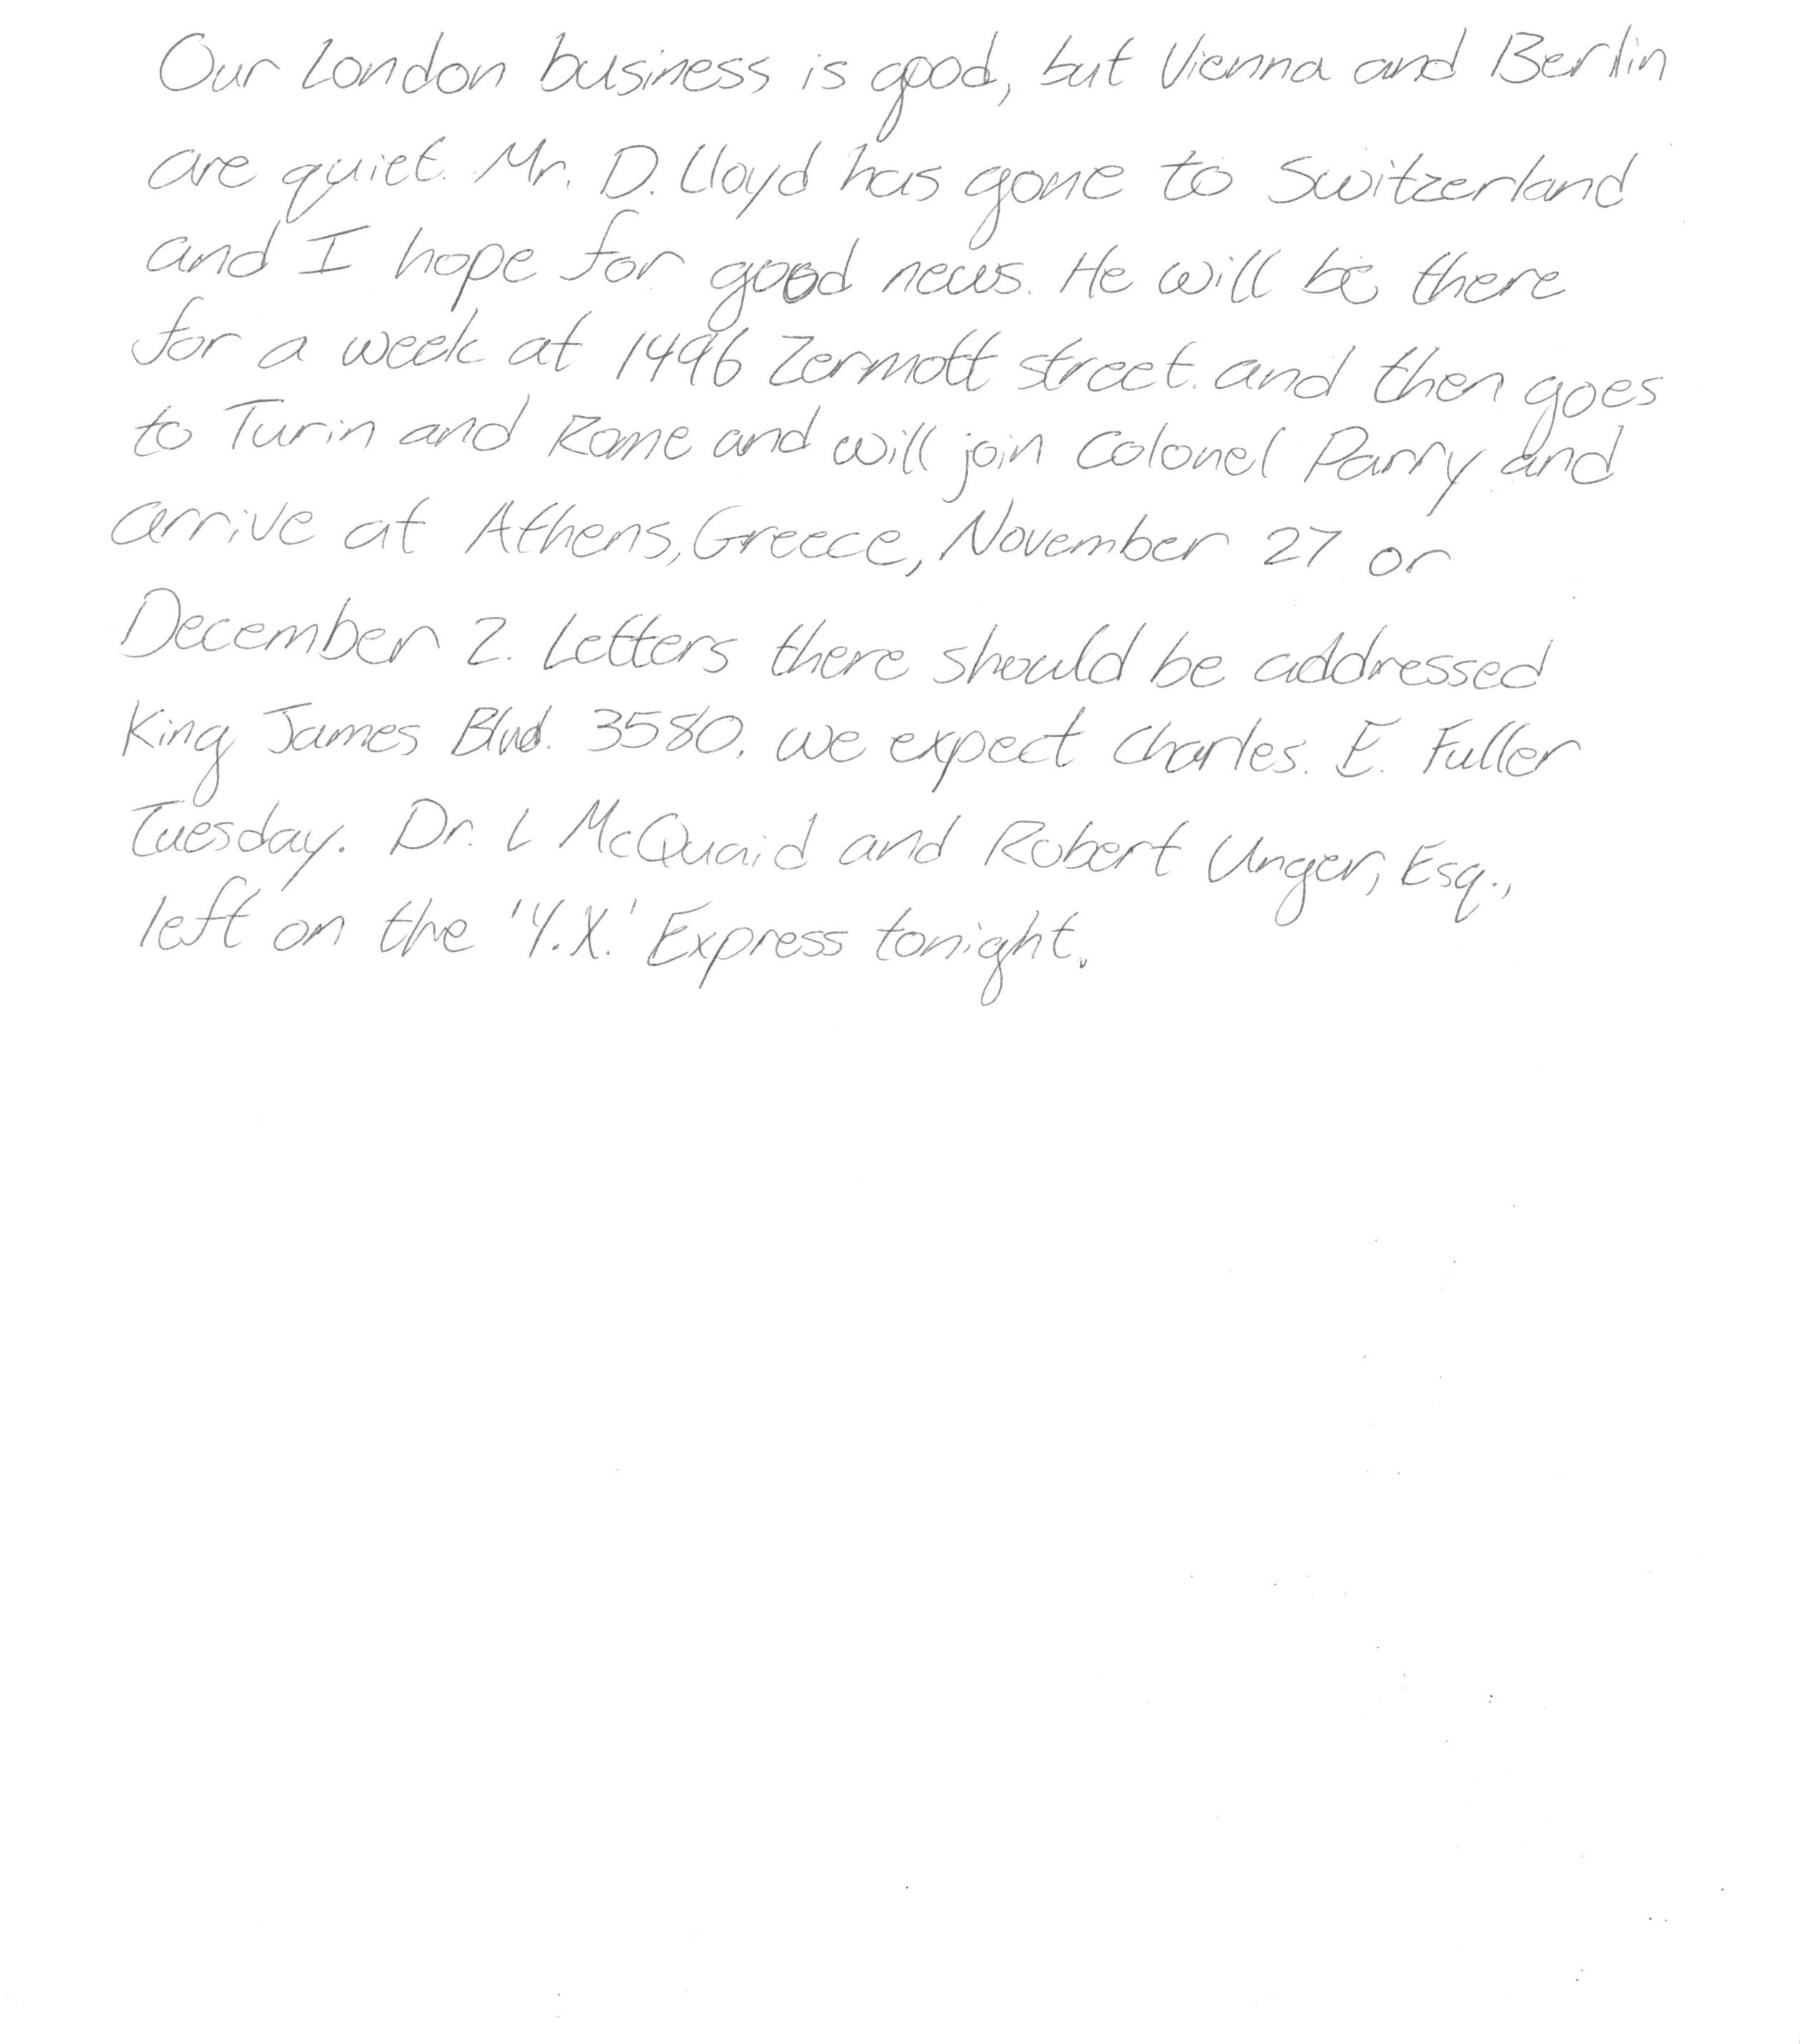 Our London business is good, but Vienna and Berlin
are quiet. Mr. D. Lloyd has gone to Switzerland
and I hope for good news. He will be there
for a week at 1496 Zermott street. and then goes
to Turin and Rome and will join Colonel Parry and
arrive at Athens, Greece, November 27 or
December 2. Letters there should be addressed
King James Blvd. 3580. we expect Charles. E. Fuller
Tuesday. Dr. L McQuaid and Robert Unger, Esq.,
left on the 'Y.X.' Express tonight.